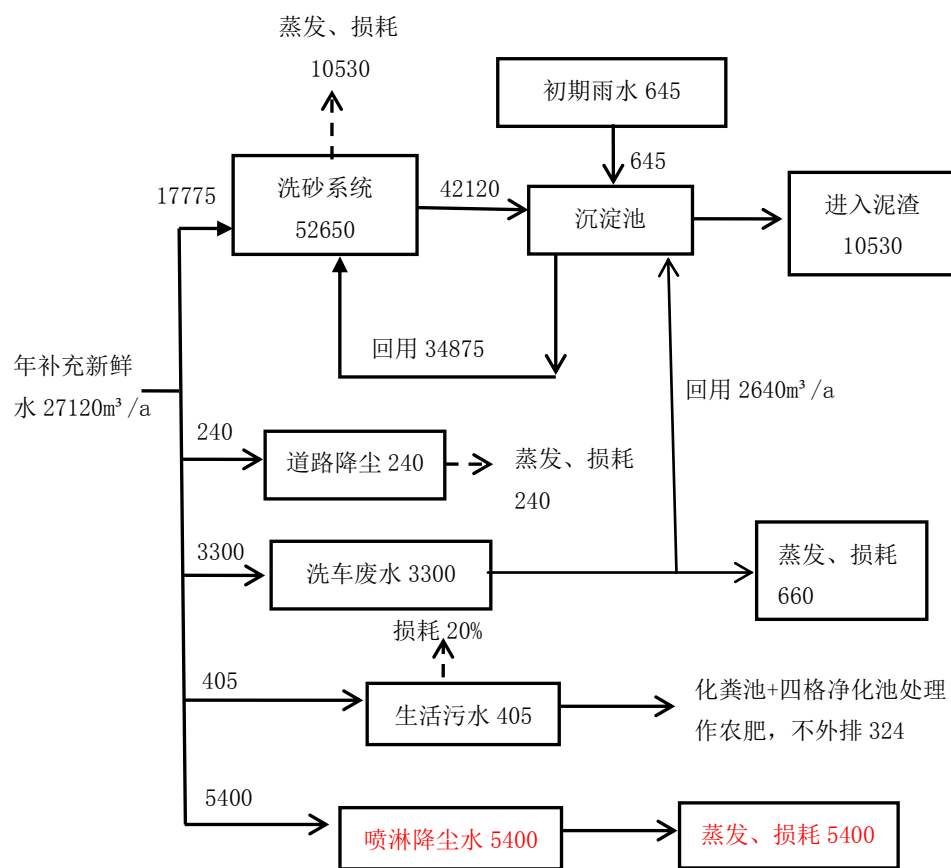 蒸发、损耗
10530
初期雨水 645
645
17775
洗砂系统
52650
42120
沉淀池
进入泥渣
10530
回用 34875
年补充新鲜
水 27120m³/a
回用 2640m³/a
240
道路降尘 240
蒸发、损耗
240
3300
洗车废水 3300
蒸发、损耗
660
损耗 20%
405
生活污水 405
化粪池+四格净化池处理
作农肥，不外排 324
5400
喷淋降尘水 5400
蒸发、损耗 5400